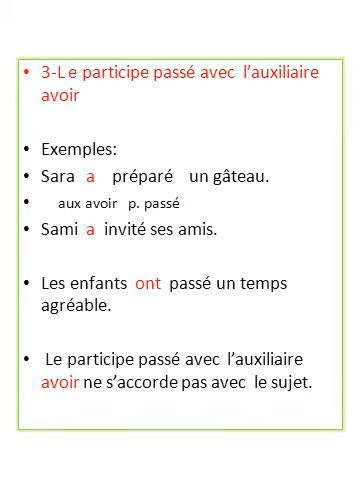 • 3-L e participe passé avec l’auxiliaire
avoir
• Exemples:
• Sara a préparé un gâteau.
• aux avoir p. passé
• Sami a invité ses amis.
• Les enfants ont passé un temps
agréable.
• Le participe passé avec l’auxiliaire
avoir ne s’accorde pas avec le sujet.